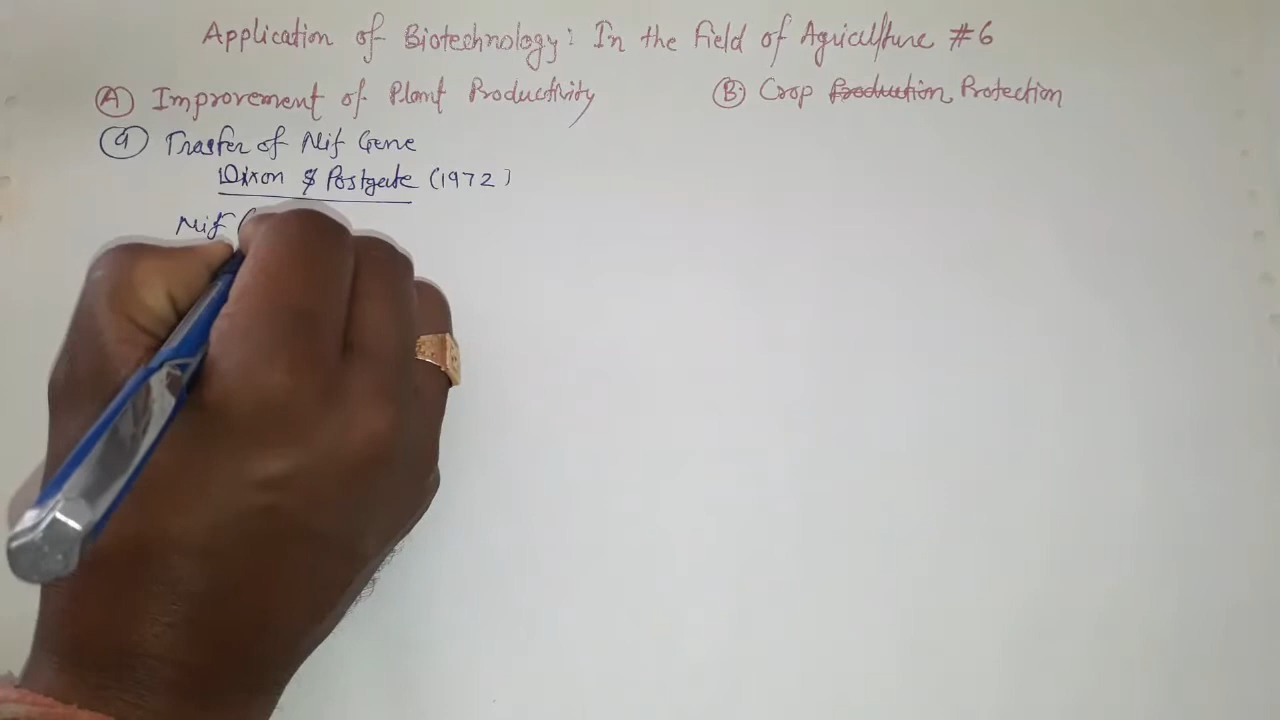 Application of Biotechnology: In the Field of Agriculture #6
(A) Improvement of Plant Productivity
(B) Crop Production Protection
(a) Trasfer of Nif Gene
Dixon & Postgate (1972)
Nif (